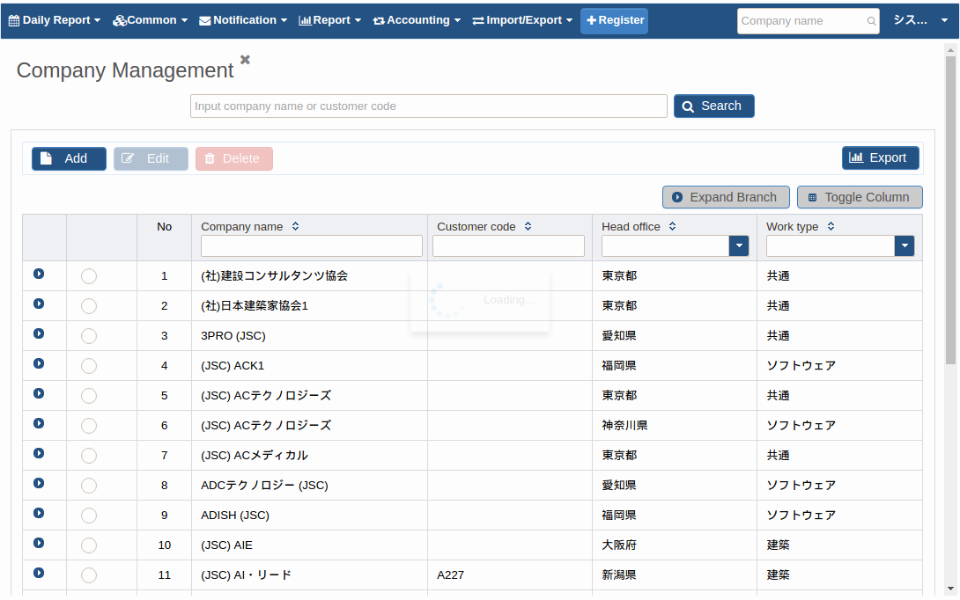 Daily Report Common Notification Report Accounting Import/Export Register Company name シス...
Company Management
Input company name or customer code Search
Add Edit Delete Export
Expand Branch Toggle Column
No Company name Customer code Head office Work type
1 (社)建設コンサルタンツ協会 東京都 共通
Loading...
2 (社)日本建築家協会1 東京都 共通
3 3PRO (JSC) 愛知県 共通
4 (JSC) ACK1 福岡県 ソフトウェア
5 (JSC) ACテクノロジーズ 東京都 共通
6 (JSC) ACテクノロジーズ 神奈川県 ソフトウェア
7 (JSC) ACメディカル 東京都 共通
8 ADCテクノロジー (JSC) 愛知県 ソフトウェア
9 ADISH (JSC) 福岡県 ソフトウェア
10 (JSC) AIE 大阪府 建築
11 (JSC) AI・リード A227 新潟県 建築